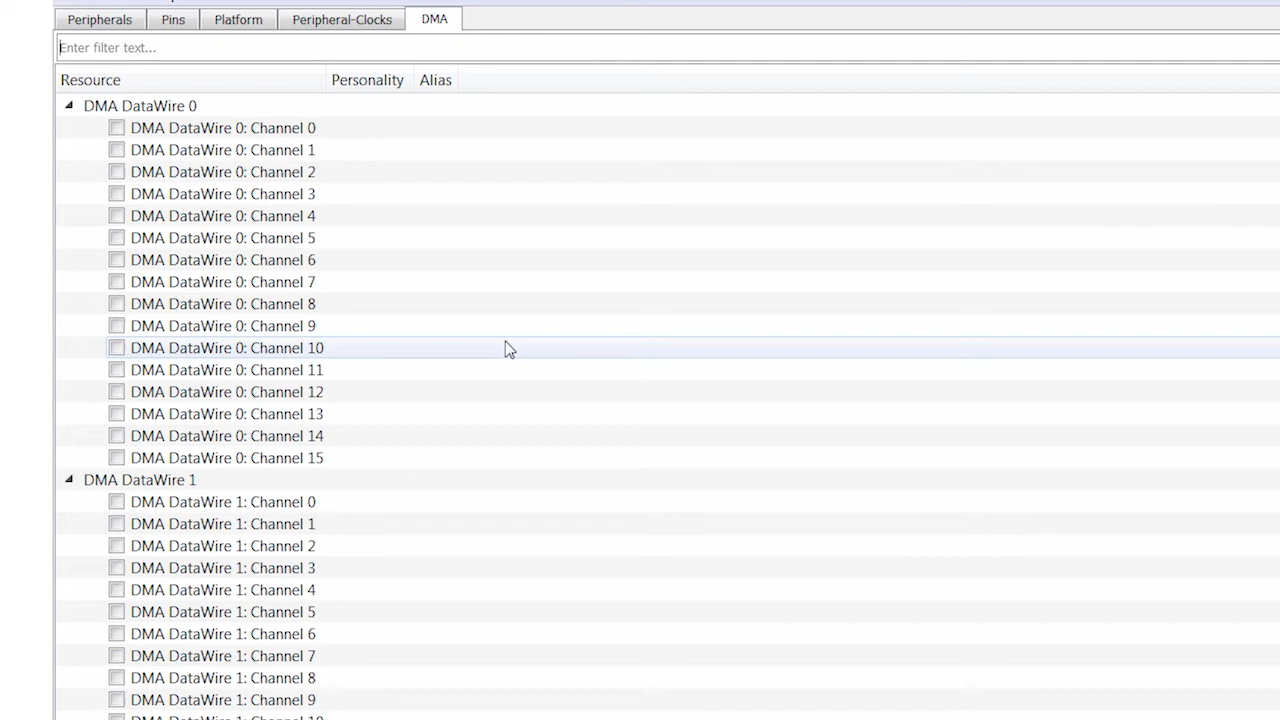 Peripherals Pins Platform Peripheral-Clocks DMA
Enter filter text...
Resource Personality Alias
DMA DataWire 0
DMA DataWire 0: Channel 0
DMA DataWire 0: Channel 1
DMA DataWire 0: Channel 2
DMA DataWire 0: Channel 3
DMA DataWire 0: Channel 4
DMA DataWire 0: Channel 5
DMA DataWire 0: Channel 6
DMA DataWire 0: Channel 7
DMA DataWire 0: Channel 8
DMA DataWire 0: Channel 9
DMA DataWire 0: Channel 10
DMA DataWire 0: Channel 11
DMA DataWire 0: Channel 12
DMA DataWire 0: Channel 13
DMA DataWire 0: Channel 14
DMA DataWire 0: Channel 15
DMA DataWire 1
DMA DataWire 1: Channel 0
DMA DataWire 1: Channel 1
DMA DataWire 1: Channel 2
DMA DataWire 1: Channel 3
DMA DataWire 1: Channel 4
DMA DataWire 1: Channel 5
DMA DataWire 1: Channel 6
DMA DataWire 1: Channel 7
DMA DataWire 1: Channel 8
DMA DataWire 1: Channel 9
DMA DataWire 1: Channel 10